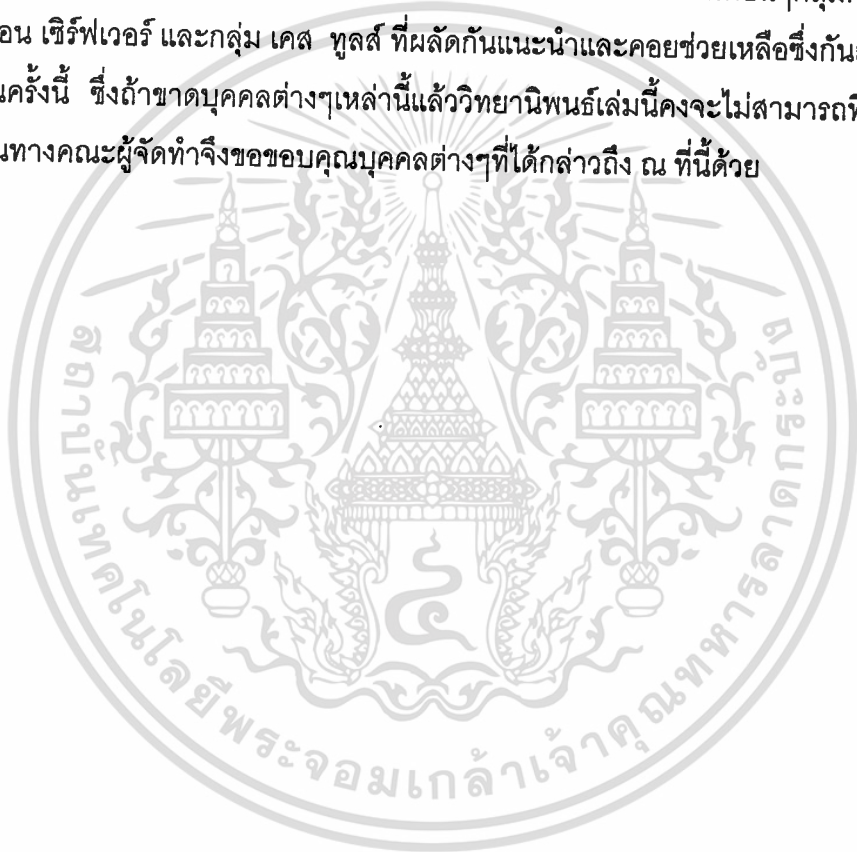 อน เซิร์ฟเวอร์ และกลุ่ม เคส ทูลส์ ที่ผลัดกันแนะนำและคอยช่วยเหลือซึ่งกัน
นครั้งนี้ ซึ่งถ้าขาดบุคคลต่างๆเหล่านี้แล้ววิทยานิพนธ์เล่มนี้คงจะไม่สามารถ
นทางคณะผู้จัดทำจึงขอขอบคุณบุคคลต่างๆที่ได้กล่าวถึง ณ ที่นี้ด้วย
สถาบันเทคโนโลยีพระจอมเกล้าเจ้าคุณทหารลาดกระบัง